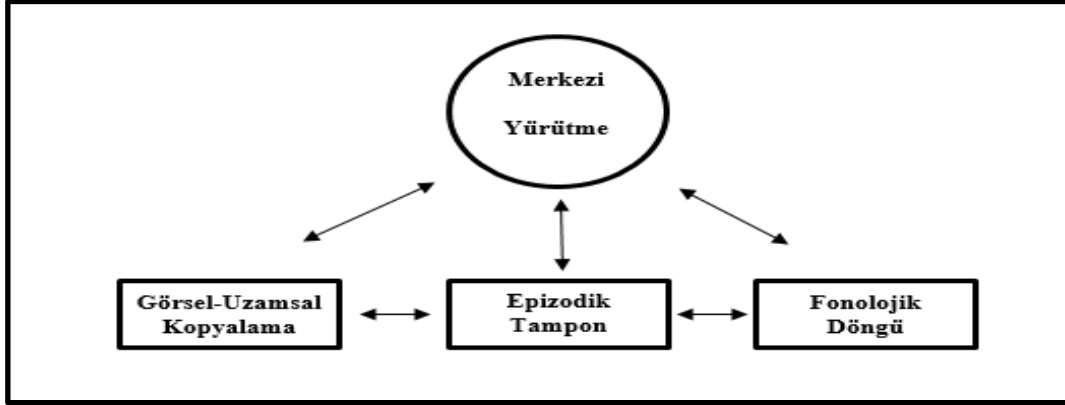 Merkezi
Yürütme
Görsel-Uzamsal
Kopyalama
Epizodik
Tampon
Fonolojik
Döngü